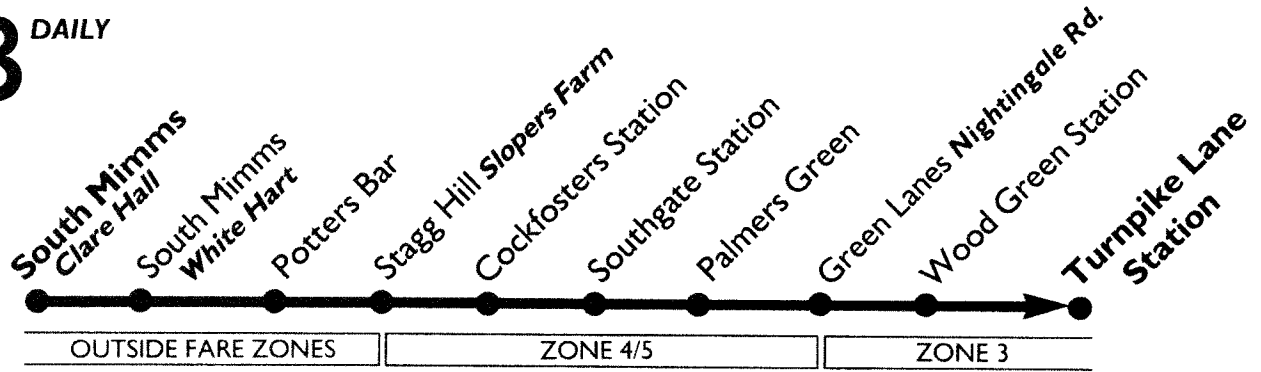 DAILY
South Mimms
Clare Hall
South Mimms
White Hart
Potters Bar
Stagg Hill Slopers Farm
Cockfosters Station
Southgate Station
Palmers Green
Green Lanes Nightingale Rd.
Wood Green Station
Turnpike Lane
Station
OUTSIDE FARE ZONES
ZONE 4/5
ZONE 3